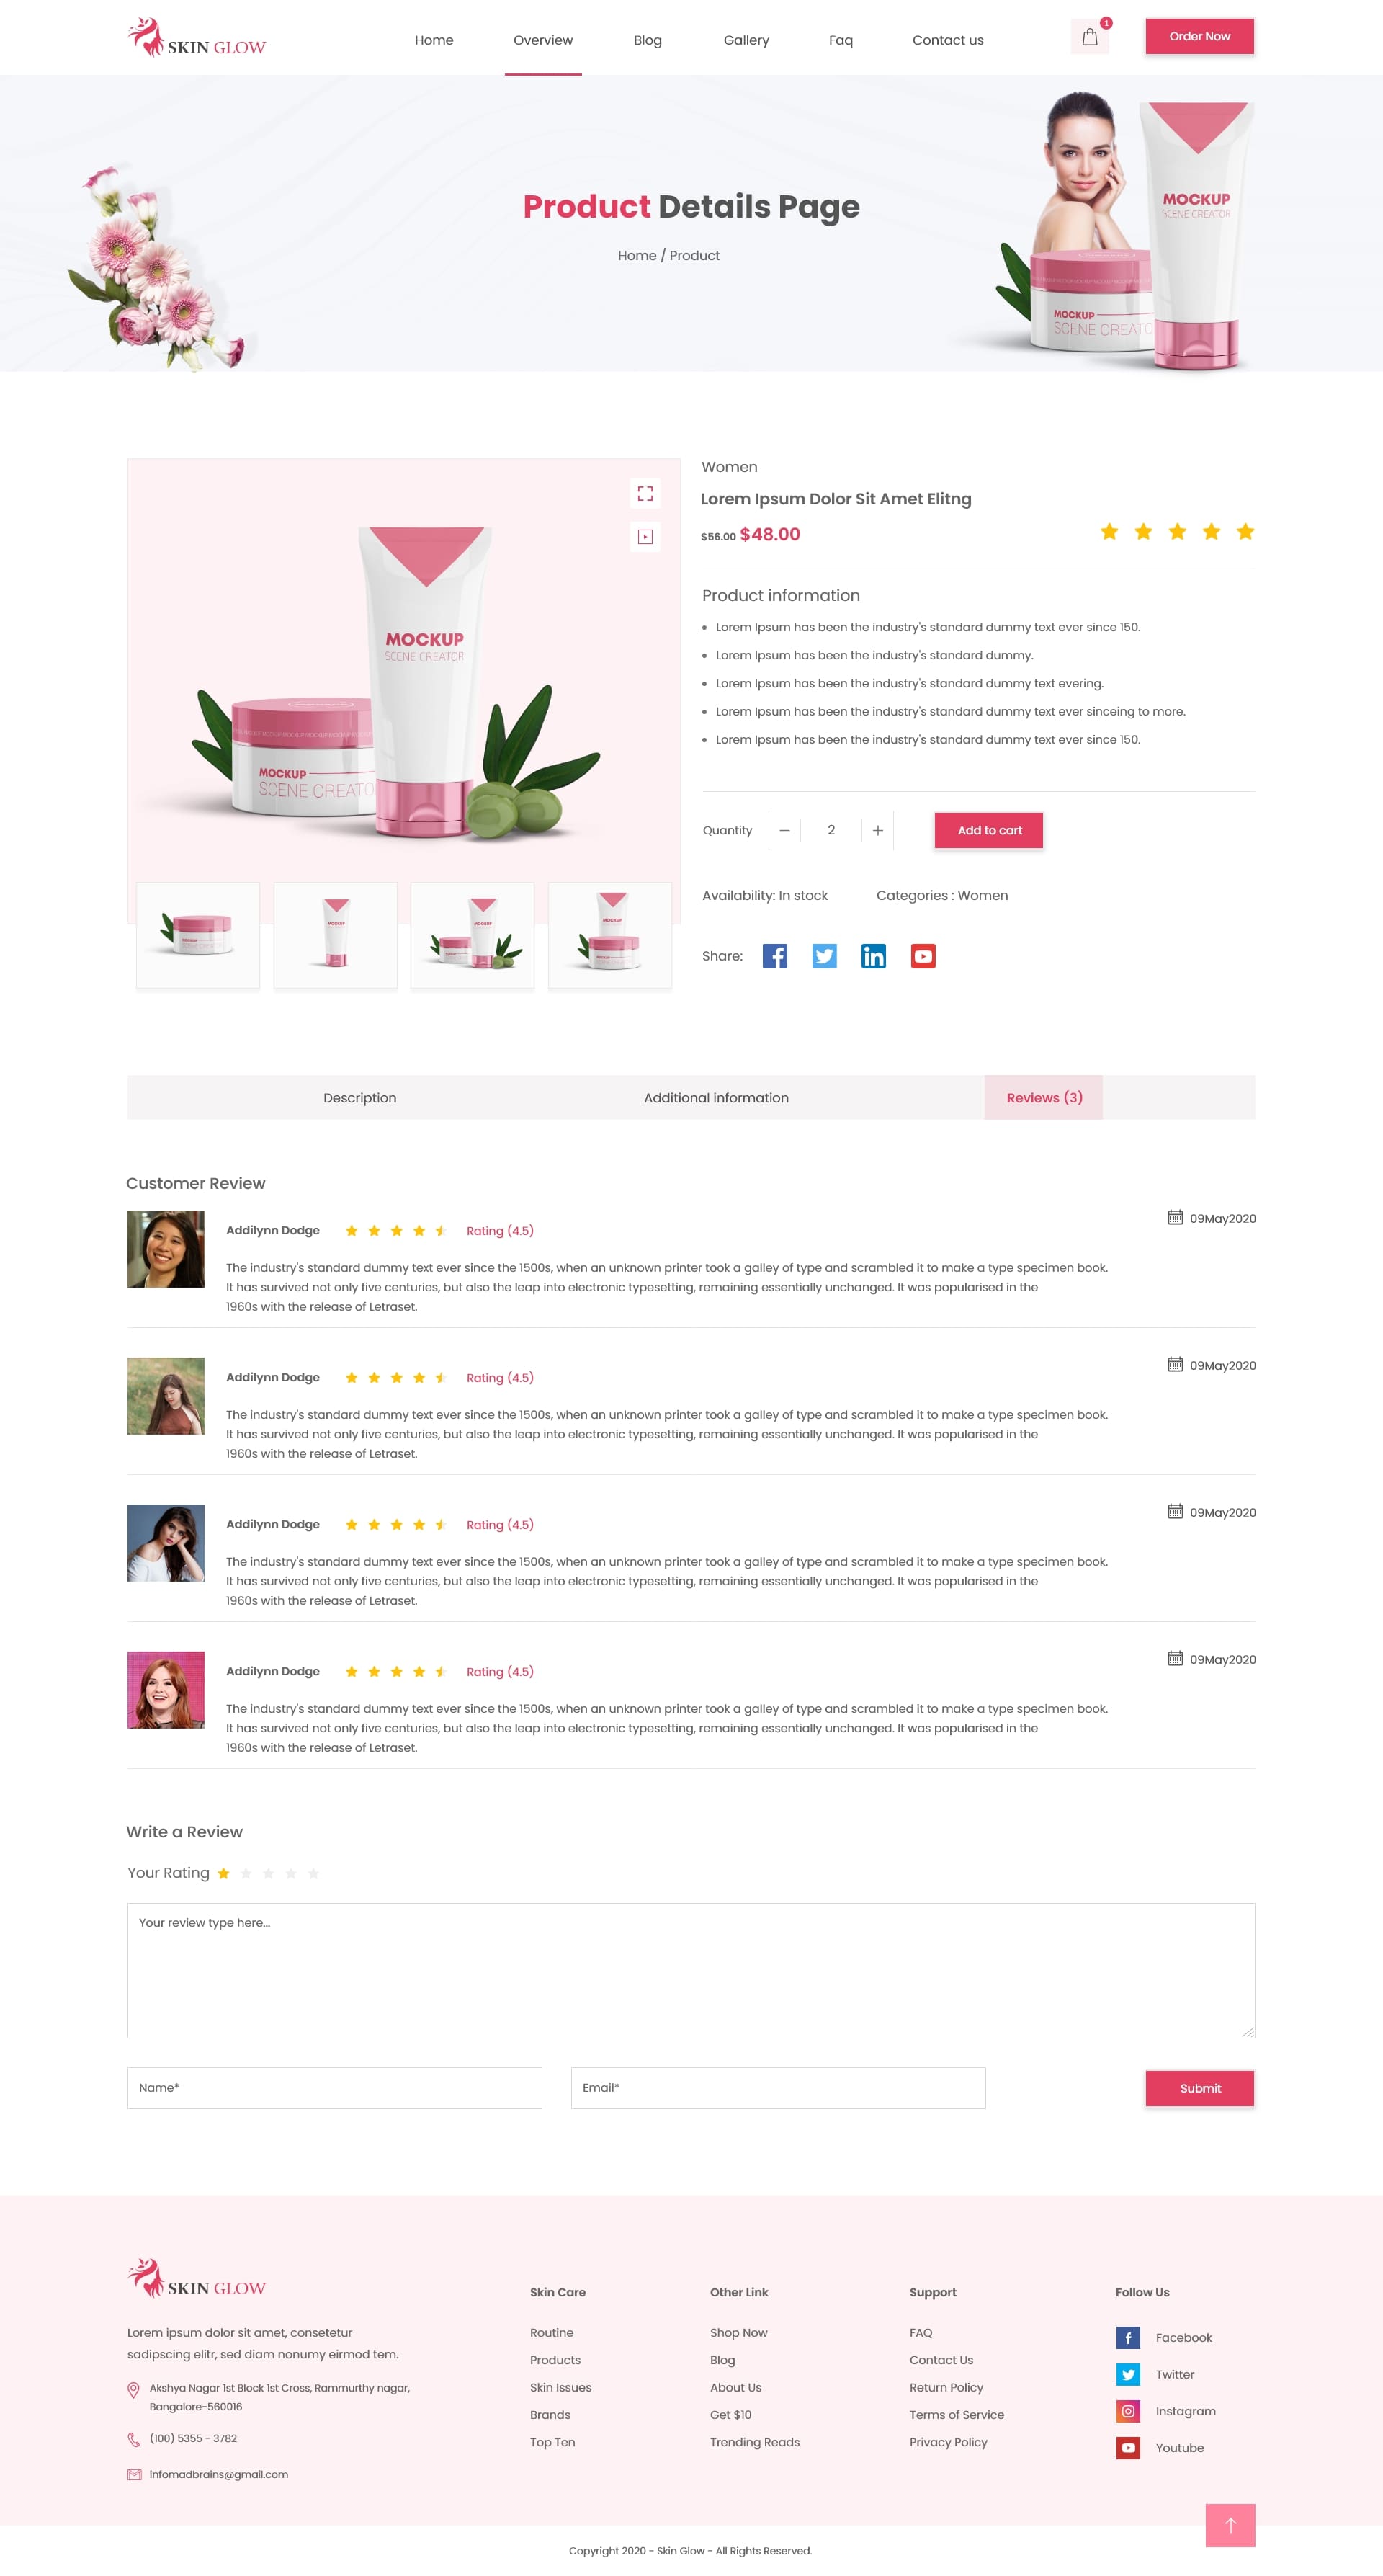 SKIN GLOW
Home
Overview
Blog
Gallery
Faq
Contact us
1
Order Now
Product Details Page
Home / Product
MOCKUP
SCENE CREATOR
MOCKUP
SCENE CREATO
Women
Lorem Ipsum Dolor Sit Amet Elitng
$56.00 $48.00
MOCKUP
SCENE CREATOR
MOCKUP
SCENE CREATO
Product information
Lorem Ipsum has been the industry's standard dummy text ever since 150.
Lorem Ipsum has been the industry's standard dummy.
Lorem Ipsum has been the industry's standard dummy text evering.
Lorem Ipsum has been the industry's standard dummy text ever sinceing to more.
Lorem Ipsum has been the industry's standard dummy text ever since 150.
Quantity
2
Add to cart
Availability: In stock
Categories : Women
Share:
Description
Additional information
Reviews (3)
Customer Review
Addilynn Dodge
Rating (4.5)
09May2020
The industry's standard dummy text ever since the 1500s, when an unknown printer took a galley of type and scrambled it to make a type specimen book.
It has survived not only five centuries, but also the leap into electronic typesetting, remaining essentially unchanged. It was popularised in the
1960s with the release of Letraset.
Addilynn Dodge
Rating (4.5)
09May2020
The industry's standard dummy text ever since the 1500s, when an unknown printer took a galley of type and scrambled it to make a type specimen book.
It has survived not only five centuries, but also the leap into electronic typesetting, remaining essentially unchanged. It was popularised in the
1960s with the release of Letraset.
Addilynn Dodge
Rating (4.5)
09May2020
The industry's standard dummy text ever since the 1500s, when an unknown printer took a galley of type and scrambled it to make a type specimen book.
It has survived not only five centuries, but also the leap into electronic typesetting, remaining essentially unchanged. It was popularised in the
1960s with the release of Letraset.
Addilynn Dodge
Rating (4.5)
09May2020
The industry's standard dummy text ever since the 1500s, when an unknown printer took a galley of type and scrambled it to make a type specimen book.
It has survived not only five centuries, but also the leap into electronic typesetting, remaining essentially unchanged. It was popularised in the
1960s with the release of Letraset.
Write a Review
Your Rating
Your review type here...
Name*
Email*
Submit
SKIN GLOW
Lorem ipsum dolor sit amet, consetetur
sadipscing elitr, sed diam nonumy eirmod tem.
Akshya Nagar 1st Block 1st Cross, Rammurthy nagar,
Bangalore-560016
(100) 5355 - 3782
infomadbrains@gmail.com
Skin Care
Routine
Products
Skin Issues
Brands
Top Ten
Other Link
Shop Now
Blog
About Us
Get $10
Trending Reads
Support
FAQ
Contact Us
Return Policy
Terms of Service
Privacy Policy
Follow Us
Facebook
Twitter
Instagram
Youtube
Copyright 2020 - Skin Glow - All Rights Reserved.